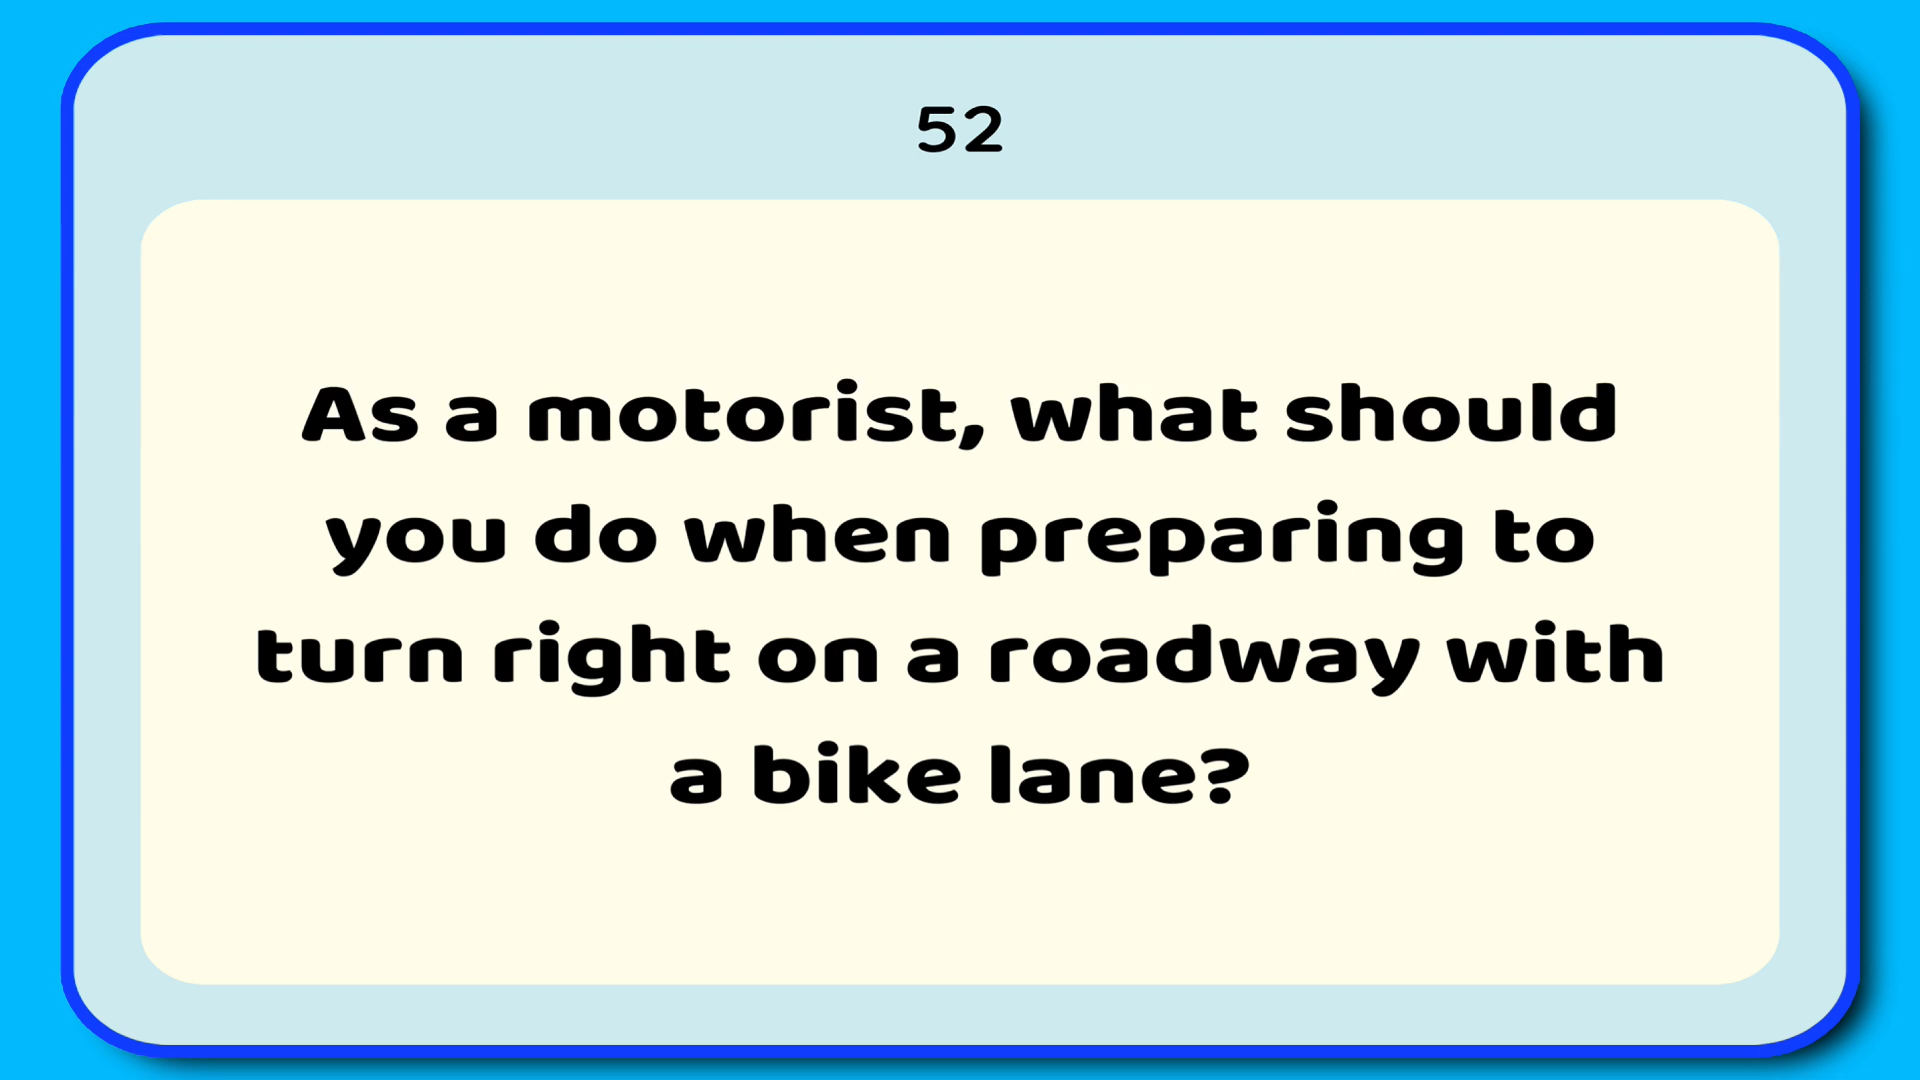 52
As a motorist, what should
you do when preparing to
turn right on a roadway with
a bike lane?